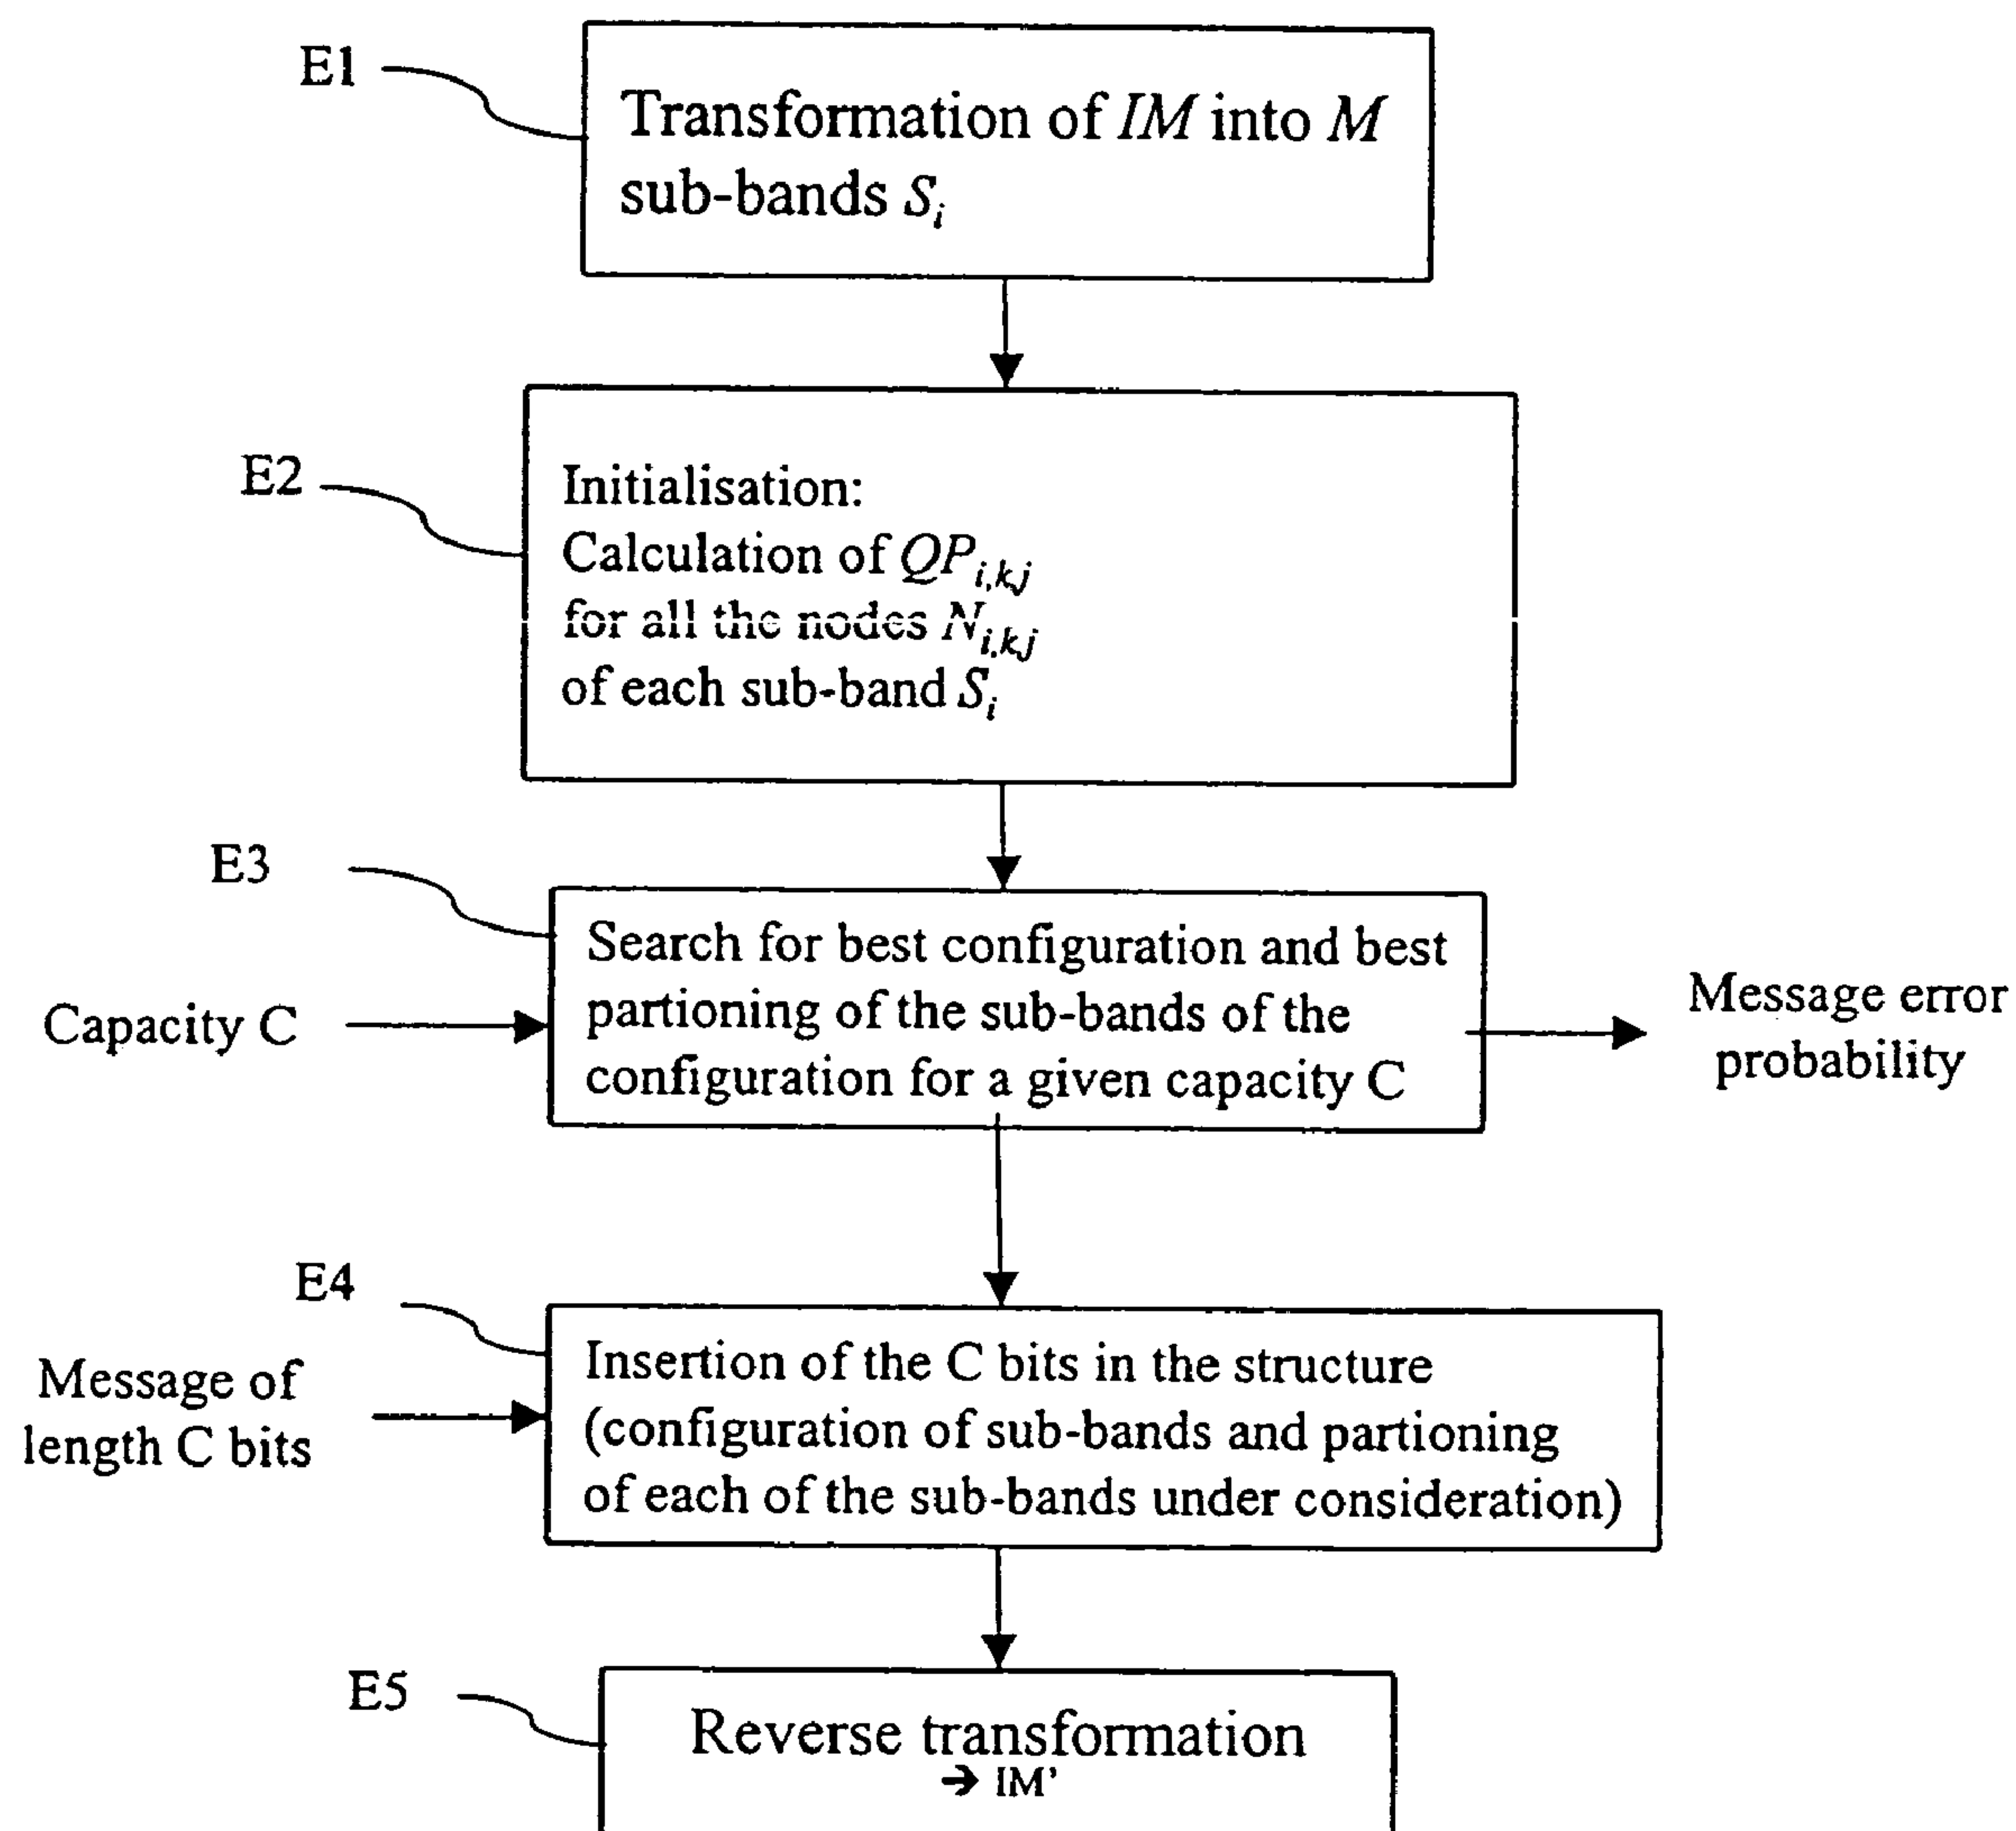 E1
Transformation of IM into M
sub-bands Si
E2
Initialisation:
Calculation of QPi,k,j
for all the nodes Ni,k,j
of each sub-band Si
E3
Search for best configuration and best
partioning of the sub-bands of the
configuration for a given capacity C
Capacity C
Message error
probability
E4
Insertion of the C bits in the structure
(configuration of sub-bands and partioning
of each of the sub-bands under consideration)
Message of
length C bits
E5
Reverse transformation
➔ IM'